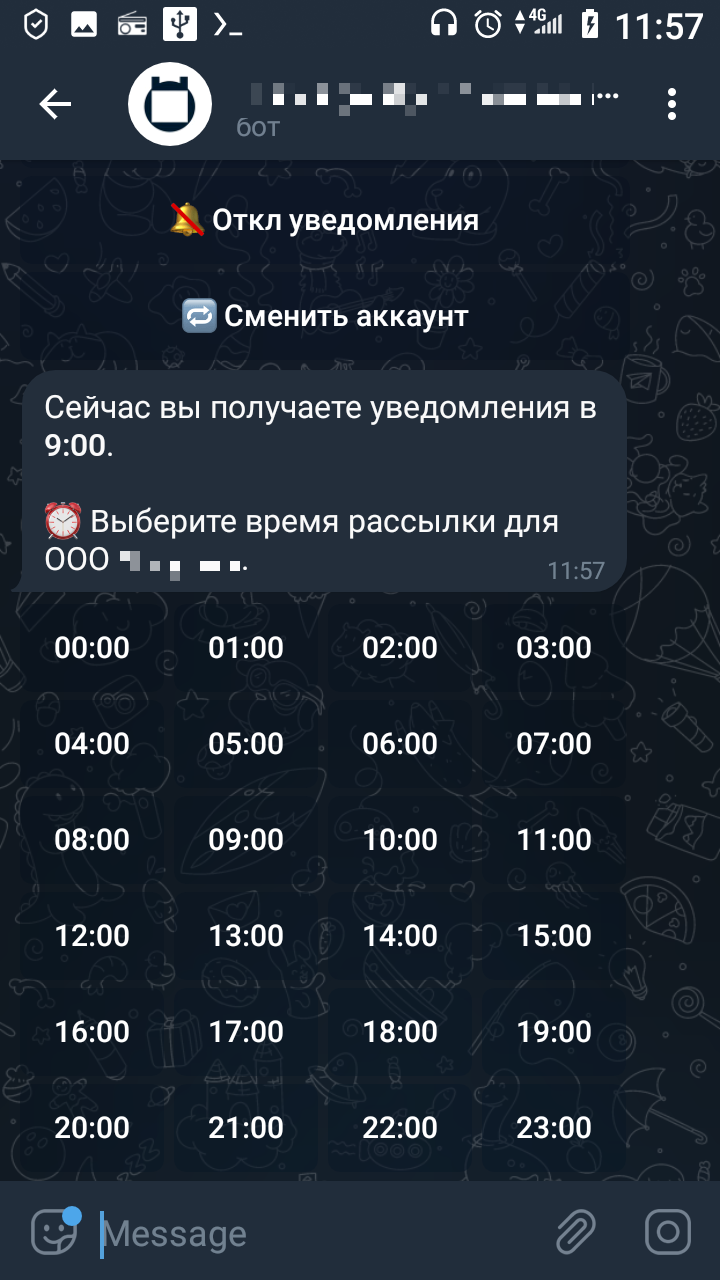 4G 11:57
бот
Откл уведомления
Сменить аккаунт
Сейчас вы получаете уведомления в
9:00.
Выберите время рассылки для
ООО
11:57
00:00 01:00 02:00 03:00
04:00 05:00 06:00 07:00
08:00 09:00 10:00 11:00
12:00 13:00 14:00 15:00
16:00 17:00 18:00 19:00
20:00 21:00 22:00 23:00
Message